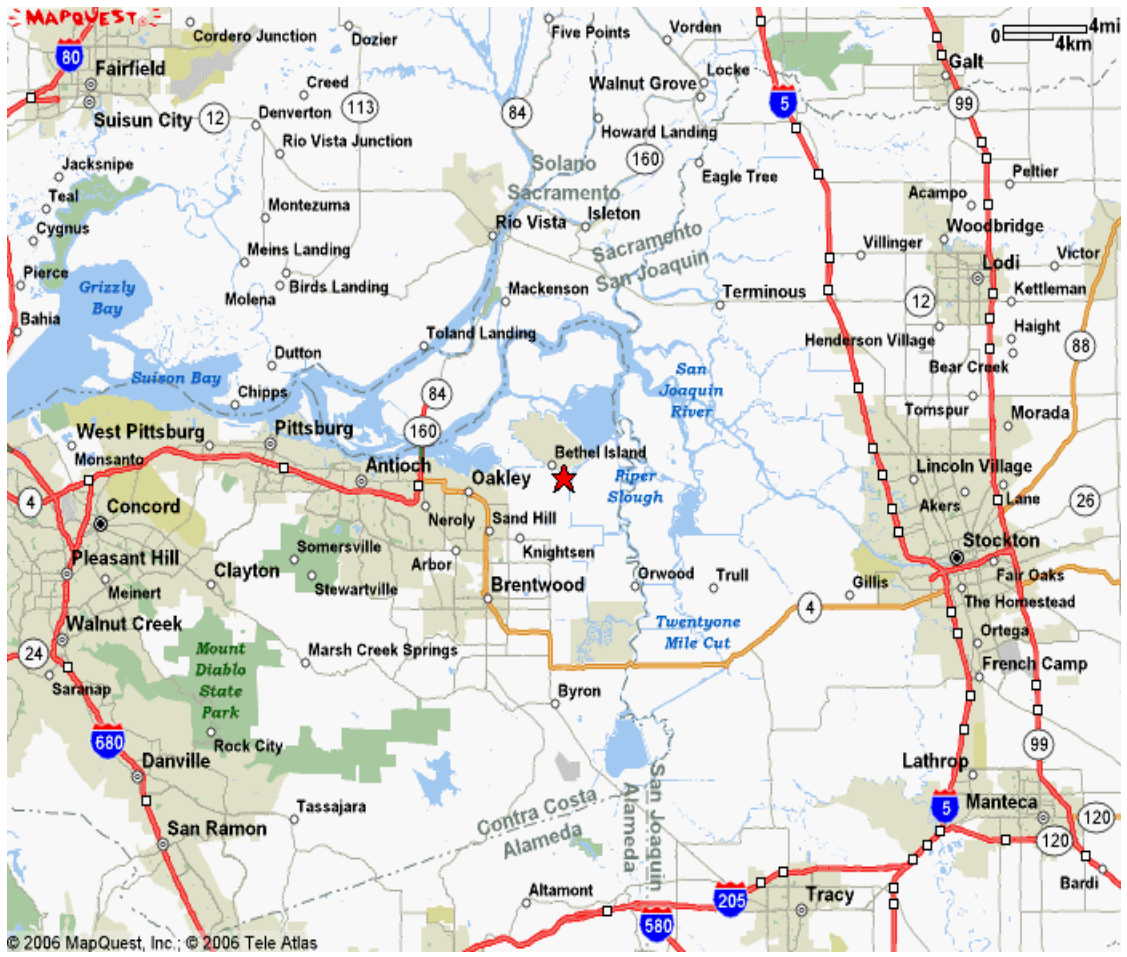 MAPQUEST
0
4mi
4km
80
Cordero Junction
Dozier
Five Points
Vorden
Fairfield
Galt
Suisun City
12
Creed
113
84
Walnut Grove
Locke
5
99
Denverton
Howard Landing
Rio Vista Junction
160
Jacksnipe
Solano
Eagle Tree
Peltier
Teal
Sacramento
Acampo
Cygnus
Montezuma
Rio Vista
Isleton
Woodbridge
Meins Landing
Sacramento
San Joaquin
Villinger
Victor
Pierce
Grizzly
Bay
Molena
Birds Landing
Mackenson
Terminous
Lodi
12
Kettleman
Bahia
Toland Landing
Henderson Village
Haight
88
Dutton
Suison Bay
San
Joaquin
River
Bear Creek
Chipps
84
Tomspur
Morada
160
West Pittsburg
Pittsburg
Monsanto
Antioch
Oakley
Bethel Island
Riper
Slough
Lincoln Village
4
Akers
Lane
26
Concord
Neroly
Sand Hill
Stockton
Somersville
Knightsen
Pleasant Hill
Arbor
Fair Oaks
Meinert
Clayton
Stewartville
Brentwood
Orwood
Trull
Gillis
The Homestead
4
Walnut Creek
Twentyone
Mile Cut
Ortega
24
Mount
Diablo
State
Park
Marsh Creek Springs
French Camp
Saranap
Byron
680
Rock City
99
Danville
Lathrop
San Joaquin
Alameda
Tassajara
Contra Costa
Alameda
5
Manteca
120
San Ramon
120
Bardi
Altamont
205
Tracy
580
© 2006 MapQuest, Inc.; © 2006 Tele Atlas